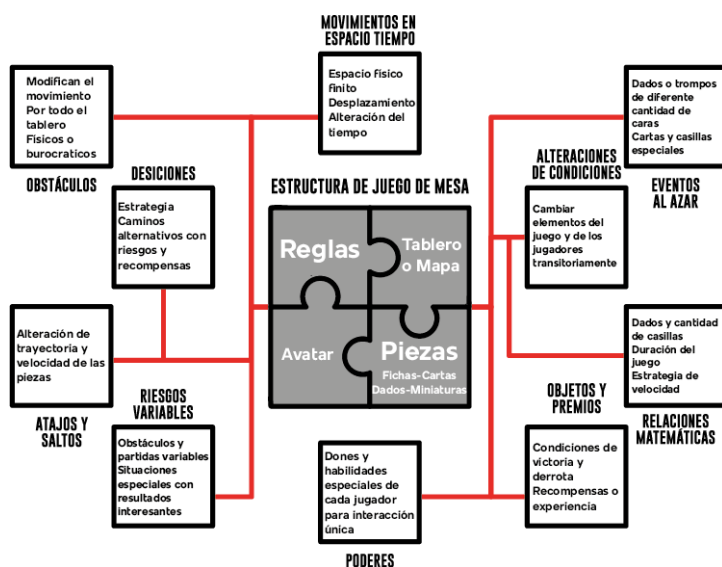 MOVIMIENTOS EN
ESPACIO TIEMPO
Espacio fisico
finito
Desplazamiento
Alteración del
tiempo
Modifican el
movimiento
Por todo el
tablero
Físicos o
burocraticos
OBSTÁCULOS
Dados o trompos
de diferente
cantidad de
caras
Cartas y casillas
especiales
EVENTOS
AL AZAR
DESICIONES
Estrategia
Caminos
alternativos con
riesgos y
recompensas
ALTERACIONES
DE CONDICIONES
Cambiar
elementos del
juego y de los
jugadores
transitoriamente
ESTRUCTURA DE JUEGO DE MESA
Reglas
Tablero
o Mapa
Avatar
Piezas
Fichas-Cartas
Dados-Miniaturas
Alteración de
trayectoria y
velocidad de las
piezas
ATAJOS Y
SALTOS
Dados y cantidad
de casillas
Duración del
juego
Estrategia de
velocidad
RELACIONES
MATEMÁTICAS
RIESGOS
VARIABLES
Obstáculos y
partidas variables
Situaciones
especiales con
resultados
interesantes
OBJETOS Y
PREMIOS
Condiciones de
victoria y
derrota
Recompensas o
experiencia
Dones y
habilidades
especiales de
cada jugador
para interacción
única
PODERES